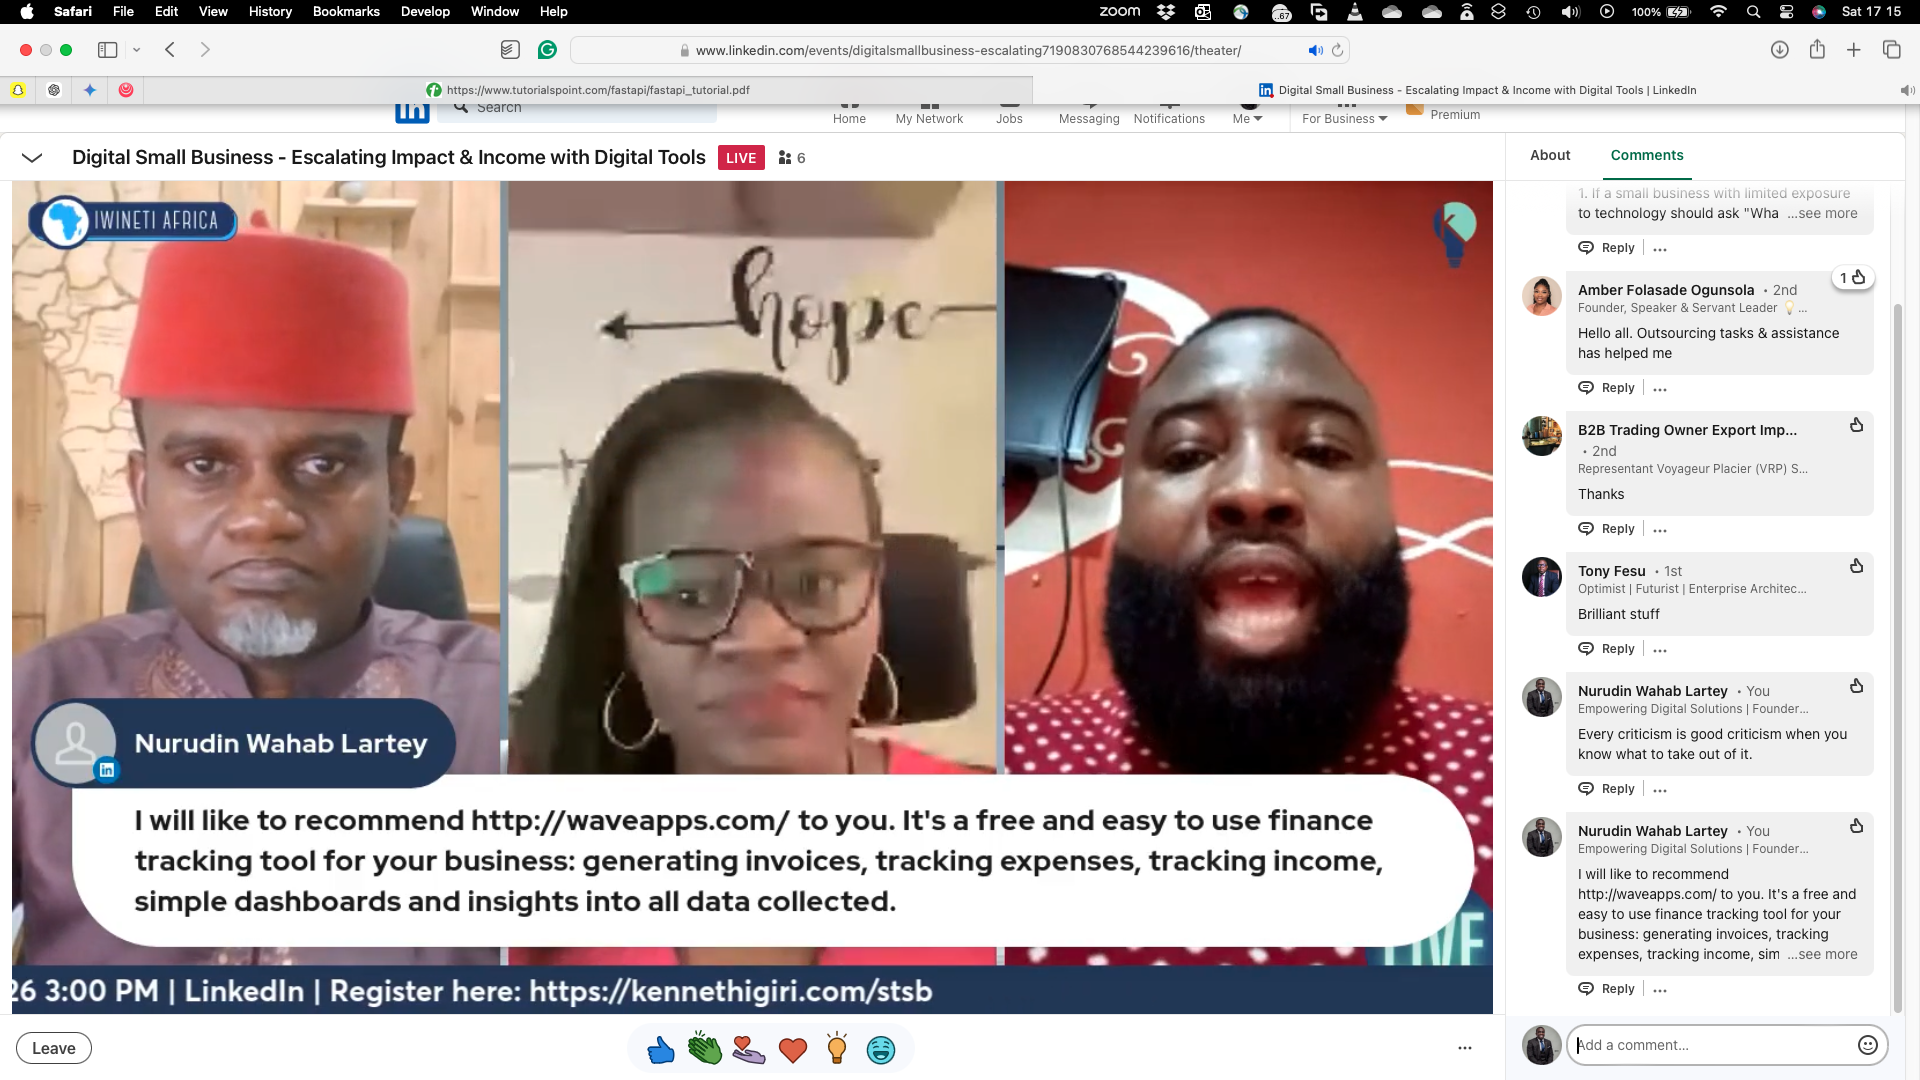 Safari File Edit View History Bookmarks Develop Window Help
zoom
..67
100%
Sat 17 15
www.linkedin.com/events/digitalsmallbusiness-escalating7190830768544239616/theater/
https://www.tutorialspoint.com/fastapi/fastapi_tutorial.pdf
Digital Small Business - Escalating Impact & Income with Digital Tools | LinkedIn
in
Search
Home
My Network
Jobs
Messaging
Notifications
Me
For Business
Premium
Digital Small Business - Escalating Impact & Income with Digital Tools
LIVE
6
IWINETI AFRICA
hope
K
Nurudin Wahab Lartey
in
I will like to recommend http://waveapps.com/ to you. It's a free and easy to use finance
tracking tool for your business: generating invoices, tracking expenses, tracking income,
simple dashboards and insights into all data collected.
LIVE
26 3:00 PM | LinkedIn | Register here: https://kennethigiri.com/stsb
Leave
...
About
Comments
1. If a small business with limited exposure
to technology should ask "Wha ...see more
Reply ...
1
Amber Folasade Ogunsola • 2nd
Founder, Speaker & Servant Leader 💡 ...
Hello all. Outsourcing tasks & assistance
has helped me
Reply ...
B2B Trading Owner Export Imp...
• 2nd
Representant Voyageur Placier (VRP) S...
Thanks
Reply ...
Tony Fesu • 1st
Optimist | Futurist | Enterprise Architec...
Brilliant stuff
Reply ...
Nurudin Wahab Lartey • You
Empowering Digital Solutions | Founder...
Every criticism is good criticism when you
know what to take out of it.
Reply ...
Nurudin Wahab Lartey • You
Empowering Digital Solutions | Founder...
I will like to recommend
http://waveapps.com/ to you. It's a free and
easy to use finance tracking tool for your
business: generating invoices, tracking
expenses, tracking income, sim ...see more
Reply ...
Add a comment...